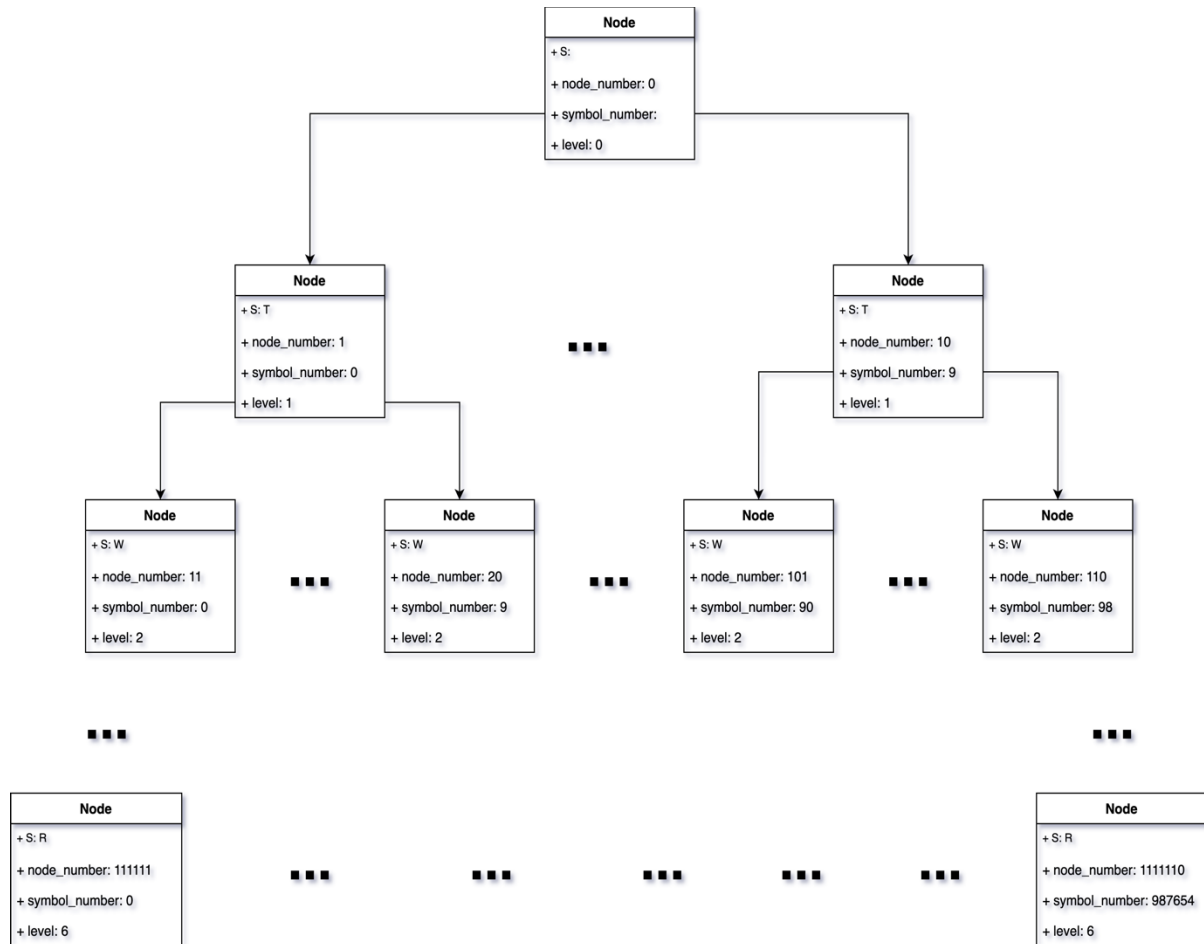 Node
+ S:
+ node_number: 0
+ symbol_number:
+ level: 0
Node
+ S: T
+ node_number: 1
+ symbol_number: 0
+ level: 1
...
Node
+ S: T
+ node_number: 10
+ symbol_number: 9
+ level: 1
Node
+ S: W
+ node_number: 11
+ symbol_number: 0
+ level: 2
...
Node
+ S: W
+ node_number: 20
+ symbol_number: 9
+ level: 2
...
Node
+ S: W
+ node_number: 101
+ symbol_number: 90
+ level: 2
...
Node
+ S: W
+ node_number: 110
+ symbol_number: 98
+ level: 2
...
...
Node
+ S: R
+ node_number: 111111
+ symbol_number: 0
+ level: 6
...
...
...
...
...
Node
+ S: R
+ node_number: 1111110
+ symbol_number: 987654
+ level: 6